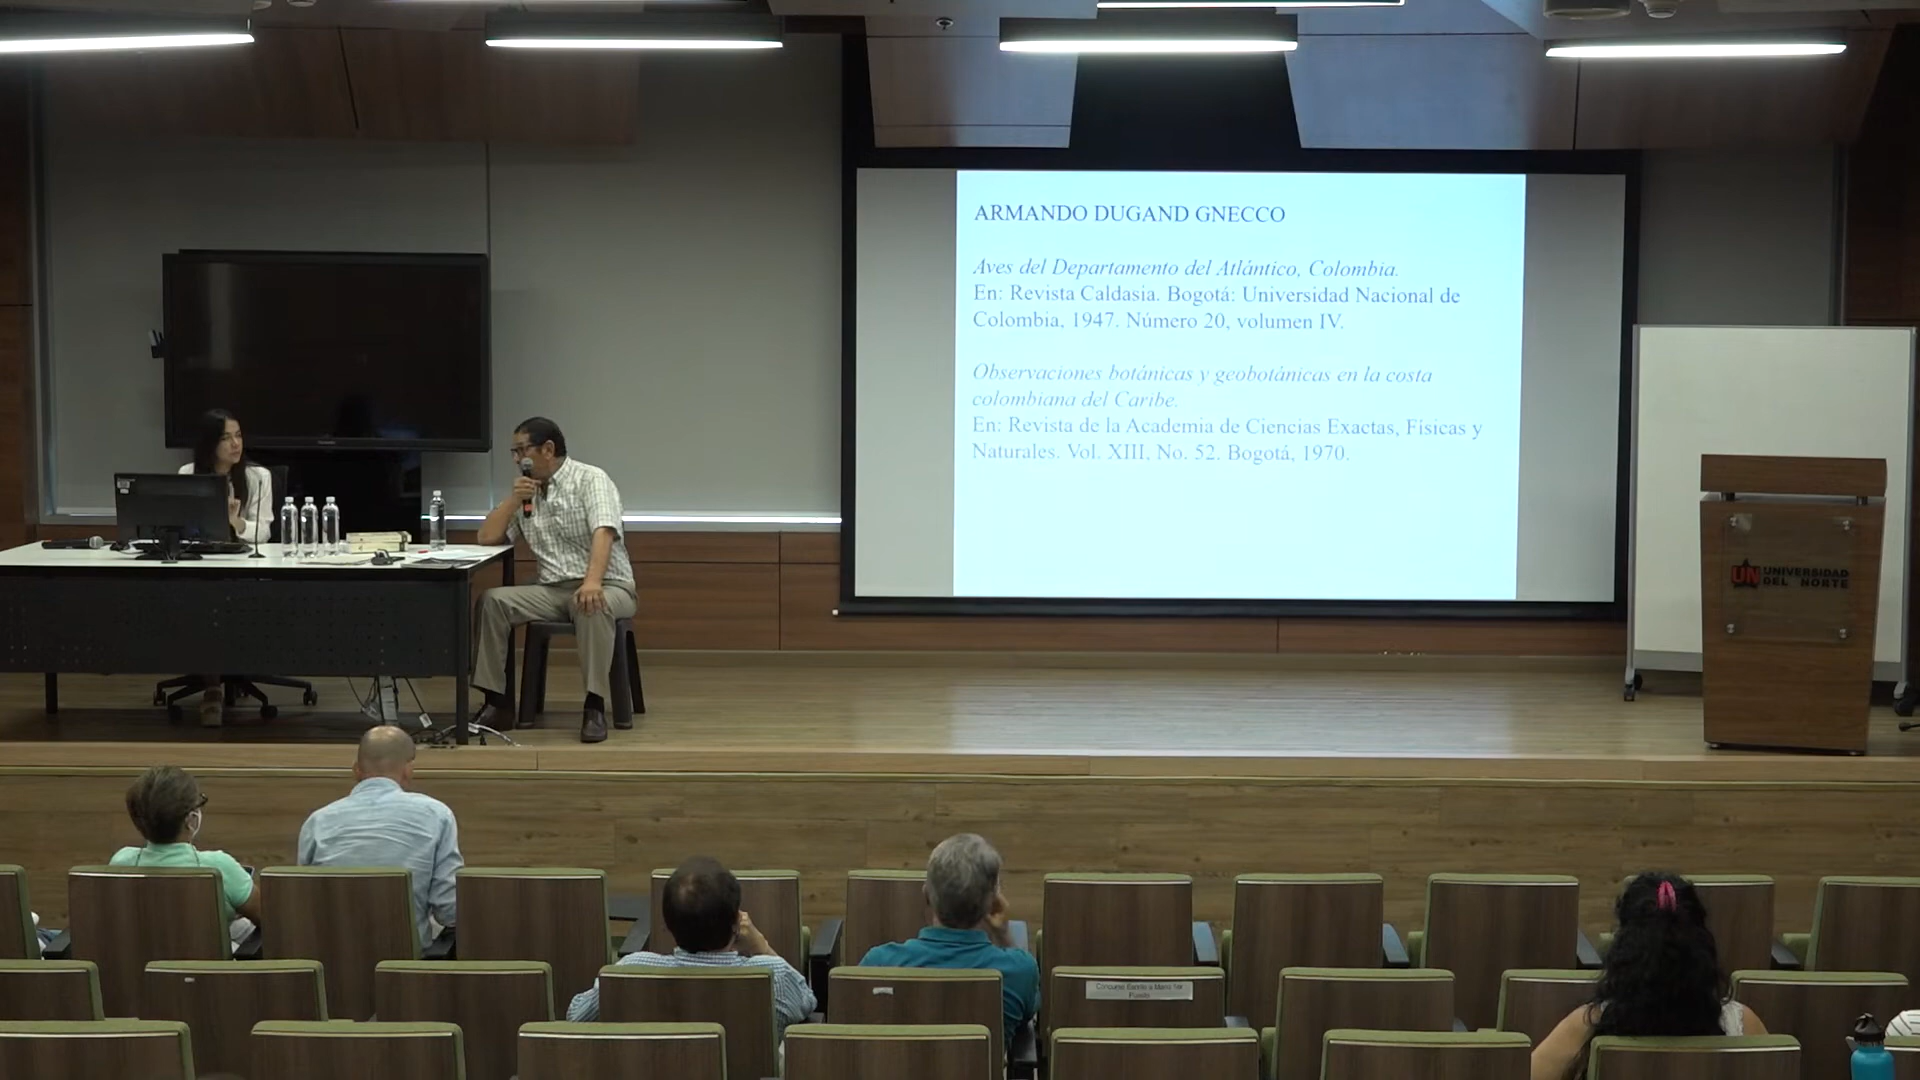 ARMANDO DUGAND GNECCO
Aves del Departamento del Atlántico, Colombia.
En: Revista Caldasia. Bogotá: Universidad Nacional de
Colombia, 1947. Número 20, volumen IV.
Observaciones botánicas y geobotánicas en la costa
colombiana del Caribe.
En: Revista de la Academia de Ciencias Exactas, Físicas y
Naturales. Vol. XIII, No. 52. Bogotá, 1970.
UN UNIVERSIDAD
DEL NORTE